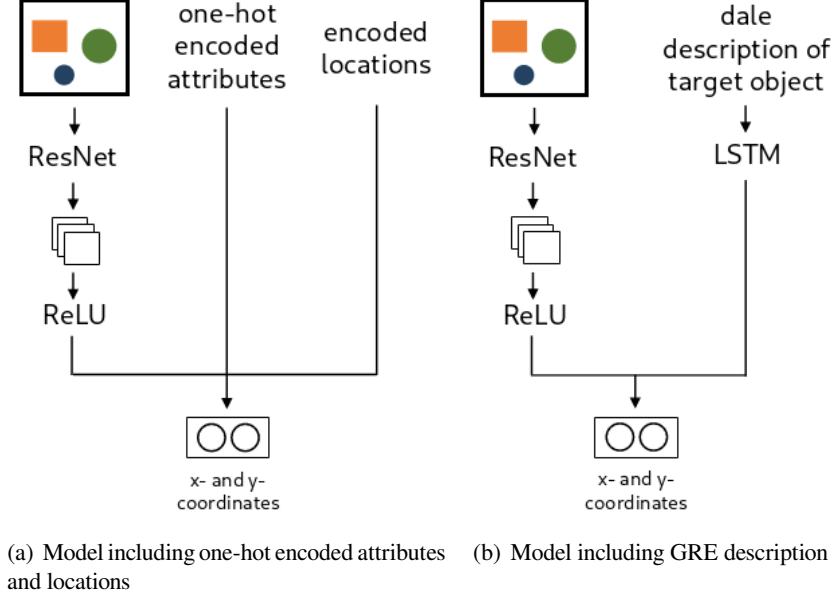 one-hot
encoded
attributes
encoded
locations
ResNet
ReLU
x- and y-
coordinates
(a) Model including one-hot encoded attributes
and locations
dale
description of
target object
ResNet
LSTM
ReLU
x- and y-
coordinates
(b) Model including GRE description